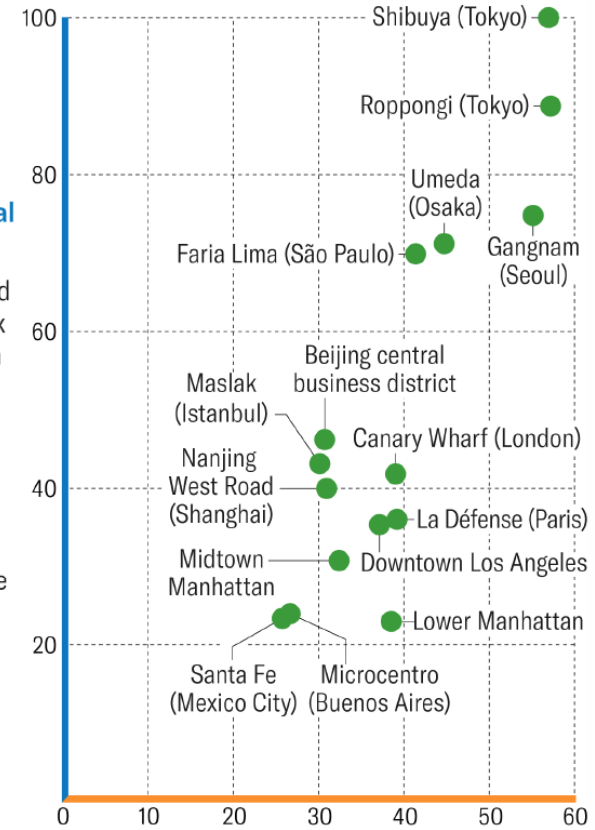 100
Shibuya (Tokyo)
Roppongi (Tokyo)
80
Umeda
(Osaka)
al
Faria Lima (São Paulo)
Gangnam
(Seoul)
d
x
60
Beijing central
business district
Maslak
(Istanbul)
Canary Wharf (London)
Nanjing
West Road
(Shanghai)
40
La Défense (Paris)
Midtown
Manhattan
Downtown Los Angeles
e
Lower Manhattan
20
Santa Fe
(Mexico City)
Microcentro
(Buenos Aires)
0 10 20 30 40 50 60